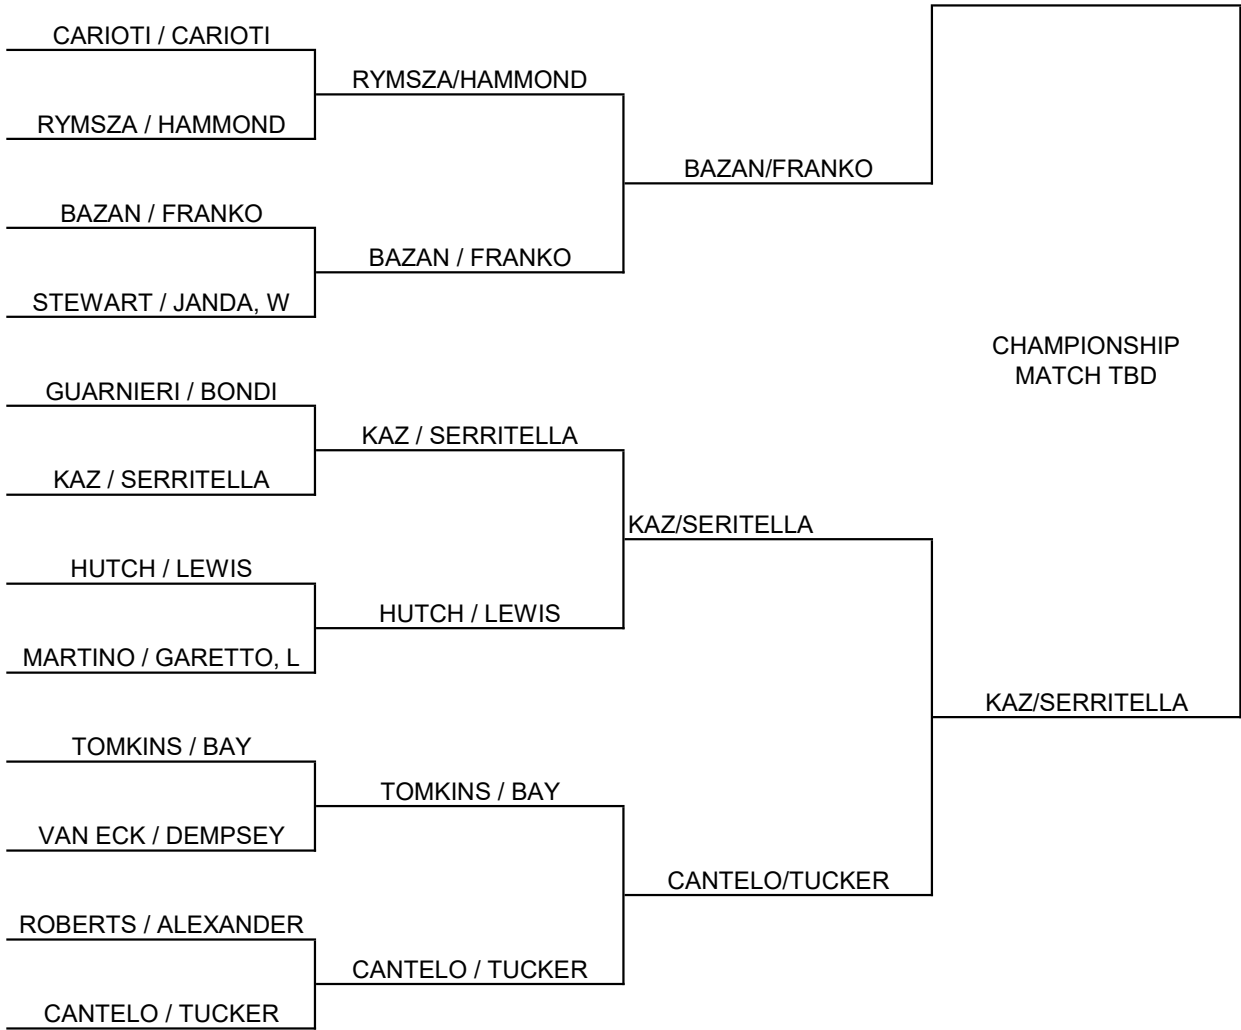 CARIOTI / CARIOTI
RYMSZA/HAMMOND
RYMSZA / HAMMOND
BAZAN/FRANKO
BAZAN / FRANKO
BAZAN / FRANKO
STEWART / JANDA, W
CHAMPIONSHIP
MATCH TBD
GUARNIERI / BONDI
KAZ / SERRITELLA
KAZ / SERRITELLA
KAZ/SERITELLA
HUTCH / LEWIS
HUTCH / LEWIS
MARTINO / GARETTO, L
KAZ/SERRITELLA
TOMKINS / BAY
TOMKINS / BAY
VAN ECK / DEMPSEY
CANTELO/TUCKER
ROBERTS / ALEXANDER
CANTELO / TUCKER
CANTELO / TUCKER